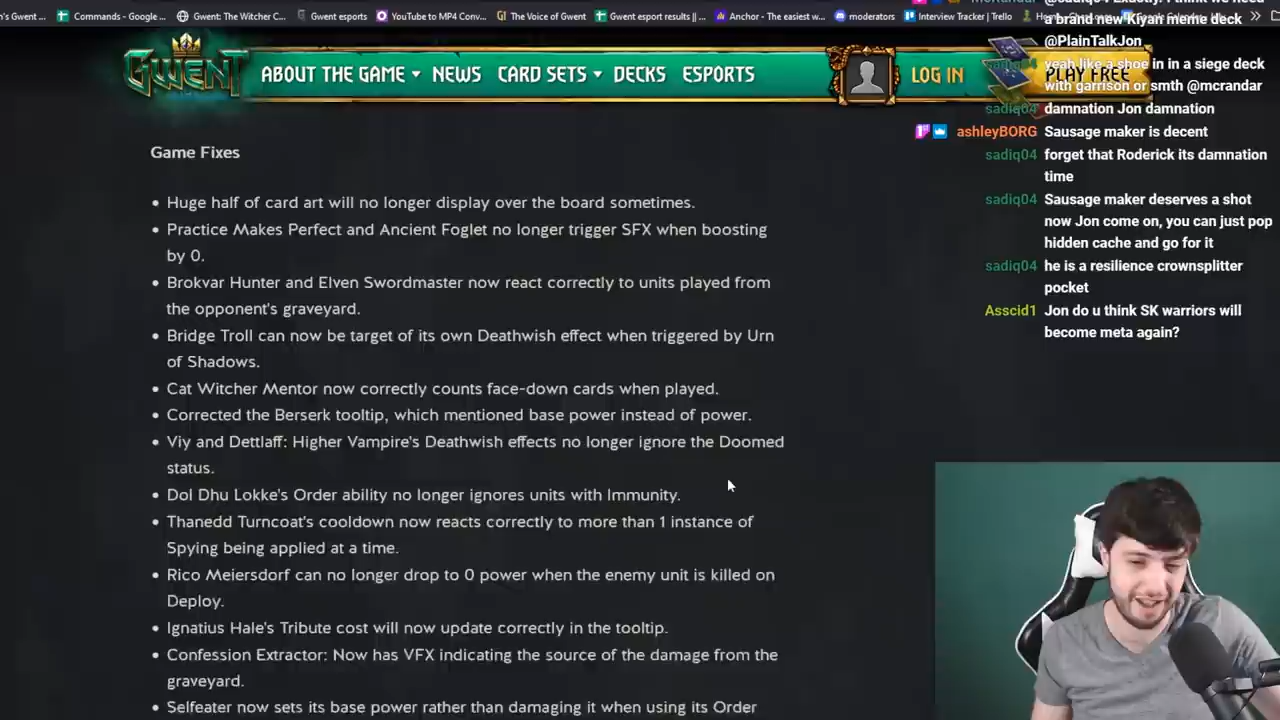 's Gwent ...
Commands - Google ...
Gwent: The Witcher C...
Gwent esports
YouTube to MP4 Conv...
The Voice of Gwent
Gwent esport results || ...
Anchor - The easiest w...
moderators
Interview Tracker | Trello
GWENT
ABOUT THE GAME
NEWS
CARD SETS
DECKS
ESPORTS
LOG IN
PLAY FREE
Game Fixes
• Huge half of card art will no longer display over the board sometimes.
• Practice Makes Perfect and Ancient Foglet no longer trigger SFX when boosting
by 0.
• Brokvar Hunter and Elven Swordmaster now react correctly to units played from
the opponent's graveyard.
• Bridge Troll can now be target of its own Deathwish effect when triggered by Urn
of Shadows.
• Cat Witcher Mentor now correctly counts face-down cards when played.
• Corrected the Berserk tooltip, which mentioned base power instead of power.
• Viy and Dettlaff: Higher Vampire's Deathwish effects no longer ignore the Doomed
status.
• Dol Dhu Lokke's Order ability no longer ignores units with Immunity.
• Thanedd Turncoat's cooldown now reacts correctly to more than 1 instance of
Spying being applied at a time.
• Rico Meiersdorf can no longer drop to 0 power when the enemy unit is killed on
Deploy.
• Ignatius Hale's Tribute cost will now update correctly in the tooltip.
• Confession Extractor: Now has VFX indicating the source of the damage from the
graveyard.
• Selfeater now sets its base power rather than damaging it when using its Order
a brand new Kiyan meme deck
@PlainTalkJon
sadiq04 yeah like a shoe in in a siege deck
with garrison or smth @mcrandar
sadiq04 damnation Jon damnation
ashleyBORG Sausage maker is decent
sadiq04 forget that Roderick its damnation
time
sadiq04 Sausage maker deserves a shot
now Jon come on, you can just pop
hidden cache and go for it
sadiq04 he is a resilience crownsplitter
pocket
Asscid1 Jon do u think SK warriors will
become meta again?